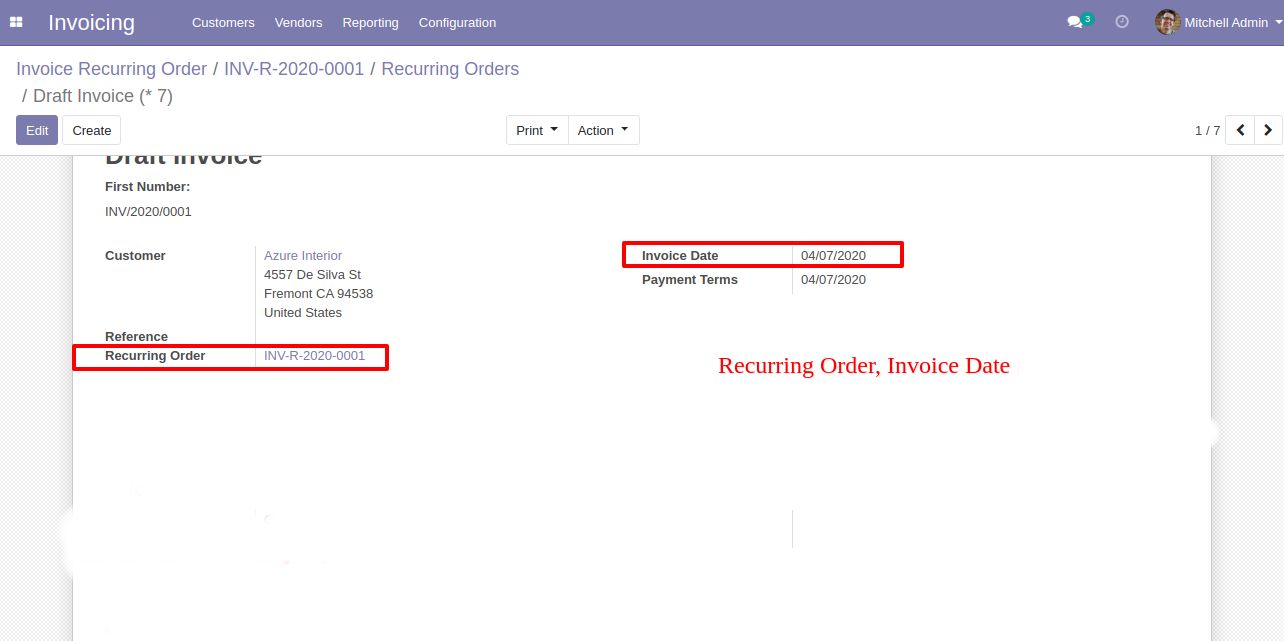 Invoicing Customers Vendors Reporting Configuration 3 Mitchell Admin
Invoice Recurring Order / INV-R-2020-0001 / Recurring Orders
/ Draft Invoice (* 7)
Edit Create Print Action 1 / 7
Draft Invoice
First Number:
INV/2020/0001
Customer Azure Interior Invoice Date 04/07/2020
4557 De Silva St
Fremont CA 94538 Payment Terms 04/07/2020
United States
Reference
Recurring Order INV-R-2020-0001
Recurring Order, Invoice Date